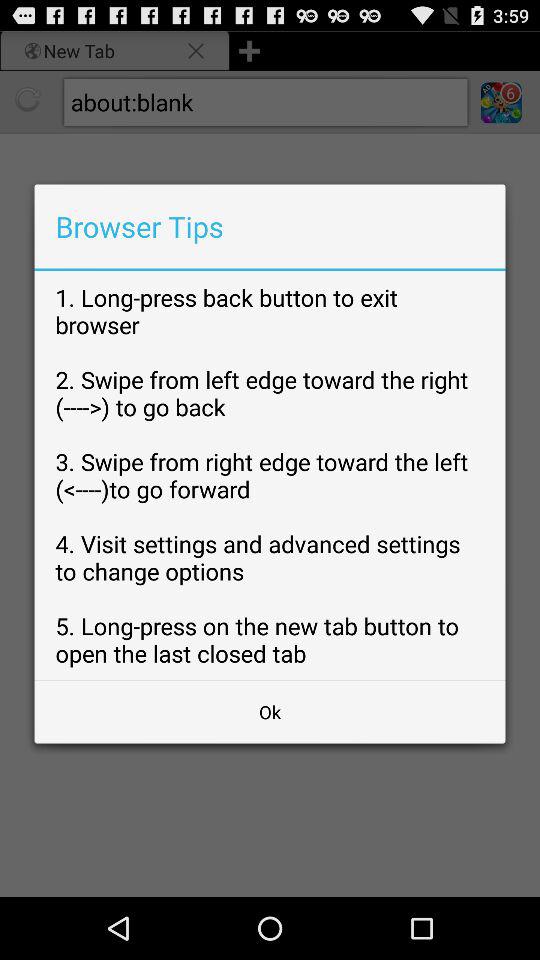 3:59
New Tab
about:blank
6
Browser Tips
1. Long-press back button to exit
browser
2. Swipe from left edge toward the right
(---->) to go back
3. Swipe from right edge toward the left
(<----)to go forward
4. Visit settings and advanced settings
to change options
5. Long-press on the new tab button to
open the last closed tab
Ok